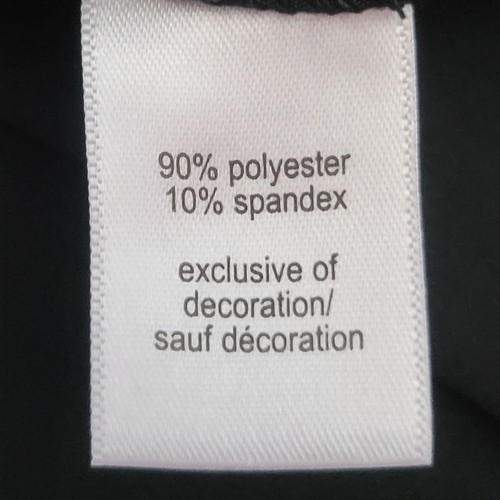 90% polyester
10% spandex
exclusive of
decoration/
sauf décoration